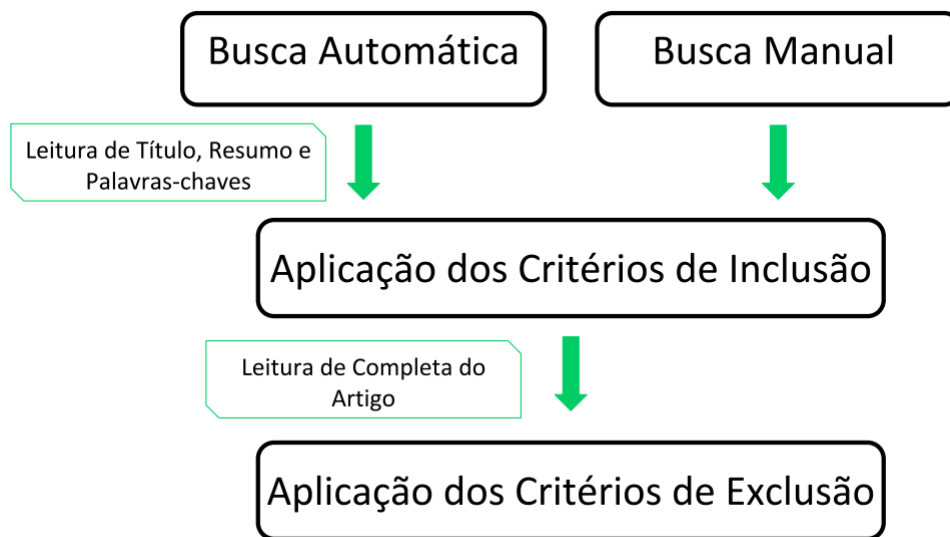 Busca Automática
Busca Manual
Leitura de Título, Resumo e
Palavras-chaves
Aplicação dos Critérios de Inclusão
Leitura de Completa do
Artigo
Aplicação dos Critérios de Exclusão